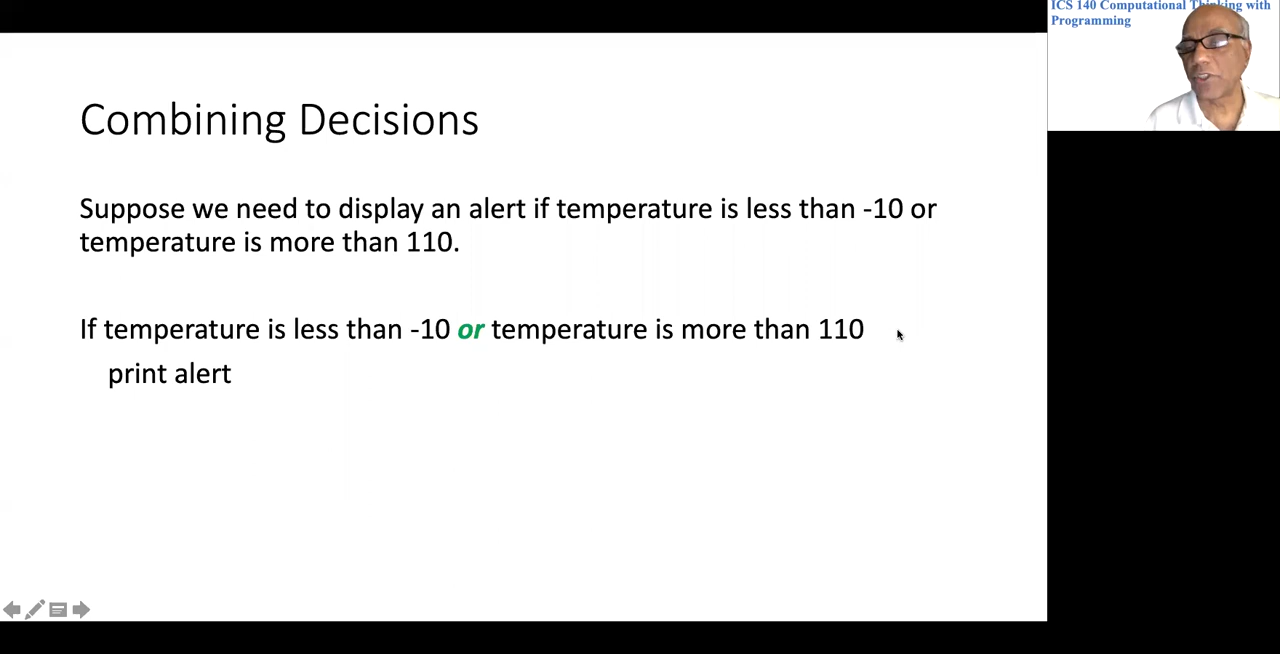 ICS 140 Computational Thinking with
Programming
Combining Decisions
Suppose we need to display an alert if temperature is less than -10 or
temperature is more than 110.
If temperature is less than -10 or temperature is more than 110
print alert